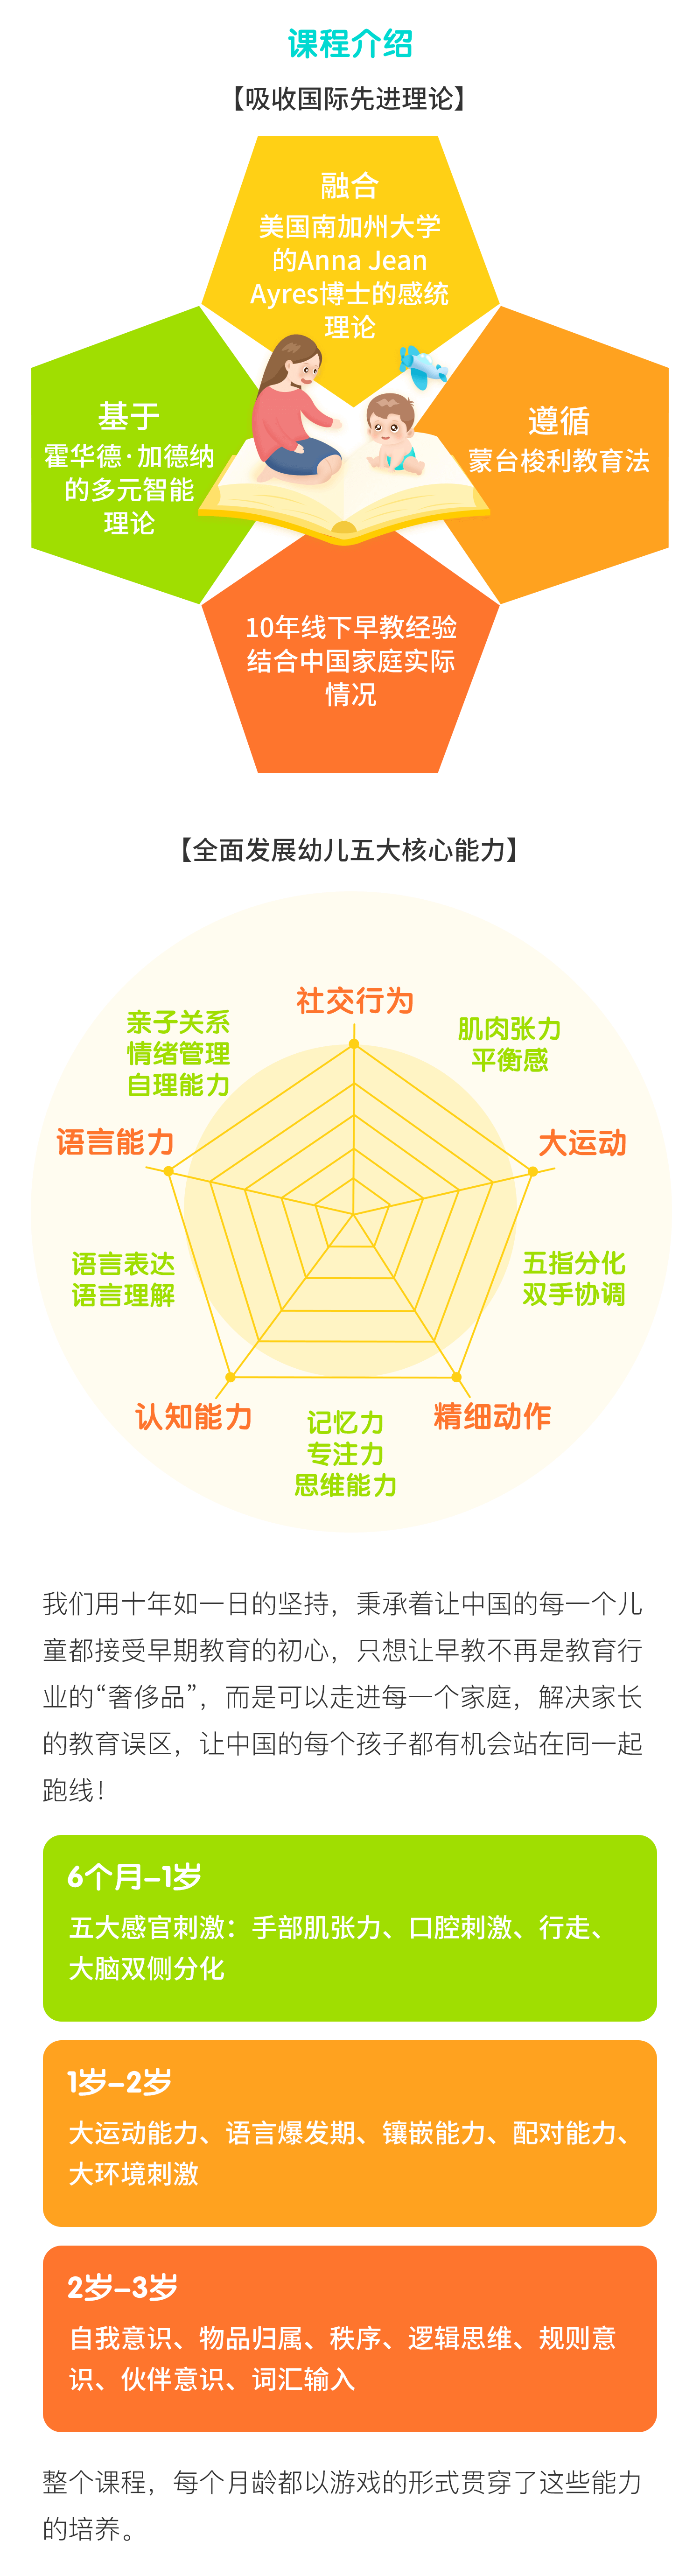 课程介绍
【吸收国际先进理论】
融合
美国南加州大学
的Anna Jean
Ayres博士的感统
理论
基于
霍华德·加德纳
的多元智能
理论
遵循
蒙台梭利教育法
10年线下早教经验
结合中国家庭实际
情况
【全面发展幼儿五大核心能力】
社交行为
亲子关系
情绪管理
自理能力
肌肉张力
平衡感
语言能力
大运动
语言表达
语言理解
五指分化
双手协调
认知能力
记忆力
专注力
思维能力
精细动作
我们用十年如一日的坚持，秉承着让中国的每一个儿
童都接受早期教育的初心，只想让早教不再是教育行
业的“奢侈品”，而是可以走进每一个家庭，解决家长
的教育误区，让中国的每个孩子都有机会站在同一起
跑线！
6个月-1岁
五大感官刺激：手部肌张力、口腔刺激、行走、
大脑双侧分化
1岁-2岁
大运动能力、语言爆发期、镶嵌能力、配对能力、
大环境刺激
2岁-3岁
自我意识、物品归属、秩序、逻辑思维、规则意
识、伙伴意识、词汇输入
整个课程，每个月龄都以游戏的形式贯穿了这些能力
的培养。